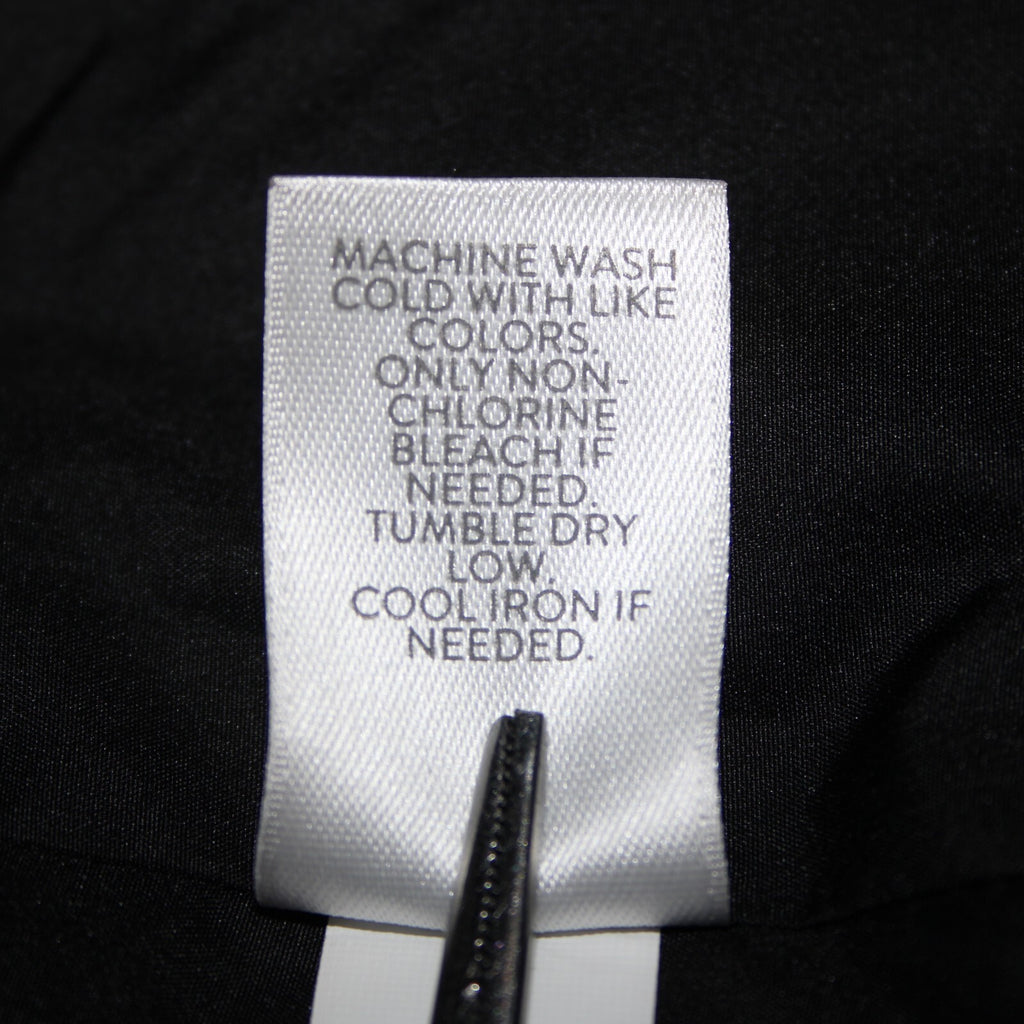 MACHINE WASH
COLD WITH LIKE
COLORS.
ONLY NON-
CHLORINE
BLEACH IF
NEEDED.
TUMBLE DRY
LOW.
COOL IRON IF
NEEDED.